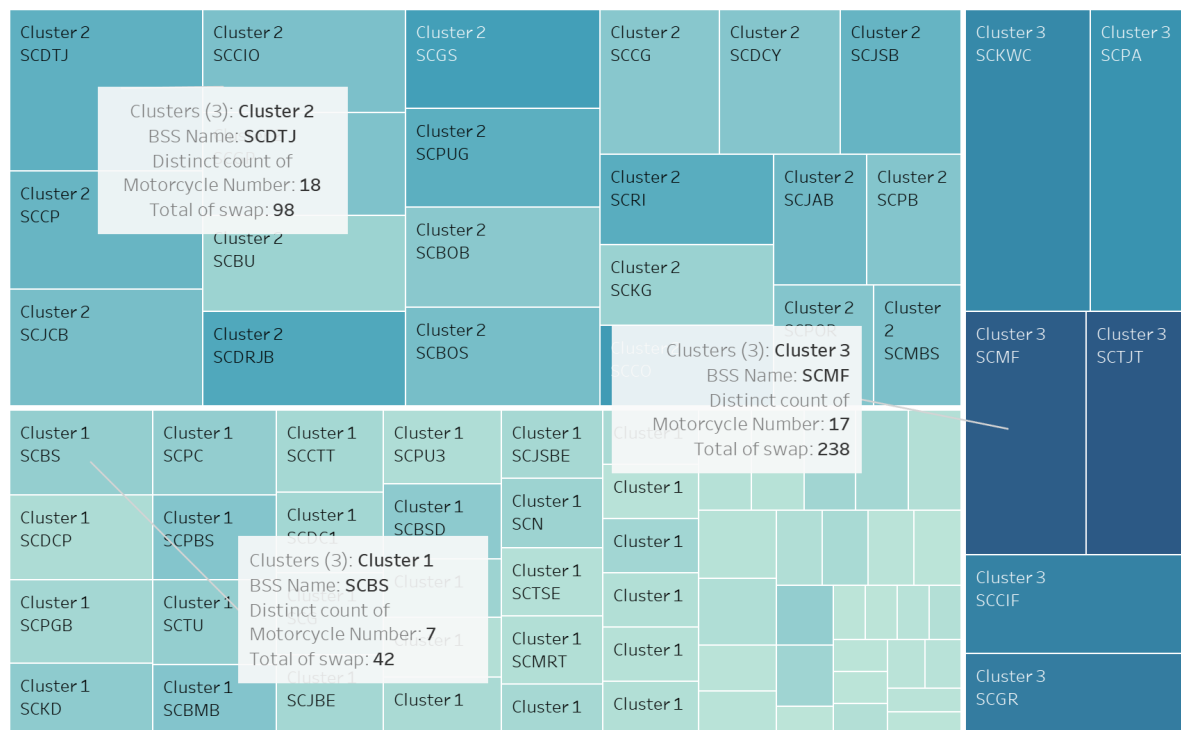 Cluster 2
SCDTJ
Cluster 2
SCCIO
Cluster 2
SCGS
Cluster 2
SCCG
Cluster 2
SCDCY
Cluster 2
SCJSB
Cluster 3
SCKWC
Cluster 3
SCPA
Clusters (3): Cluster 2
BSS Name: SCDTJ
Distinct count of
Motorcycle Number: 18
Total of swap: 98
Cluster 2
SCPUG
Cluster 2
SCCP
Cluster 2
SCRI
Cluster 2
SCJAB
Cluster 2
SCPB
Cluster 2
SCBU
Cluster 2
SCBOB
Cluster 2
SCKG
Cluster 2
SCJCB
Cluster 2
SCDRJB
Cluster 2
SCBOS
Cluster 2
SCPOR
Cluster
2
SCMBS
Cluster 3
SCMF
Cluster 3
SCTJT
Clusters (3): Cluster 3
BSS Name: SCMF
Distinct count of
Motorcycle Number: 17
Total of swap: 238
Cluster 1
SCBS
Cluster 1
SCPC
Cluster 1
SCCTT
Cluster 1
SCPU3
Cluster 1
SCJSBE
Cluster 1
Cluster 1
SCDCP
Cluster 1
SCPBS
Cluster 1
SCDC1
Cluster 1
SCBSD
Cluster 1
SCN
Cluster 1
Clusters (3): Cluster 1
BSS Name: SCBS
Distinct count of
Motorcycle Number: 7
Total of swap: 42
Cluster 1
SCPGB
Cluster 1
SCTU
Cluster 1
Cluster 1
SCTSE
Cluster 1
Cluster 3
SCCIF
Cluster 1
SCMRT
Cluster 1
Cluster 1
SCKD
Cluster 1
SCBMB
Cluster 1
SCJBE
Cluster 1
Cluster 1
Cluster 1
Cluster 3
SCGR